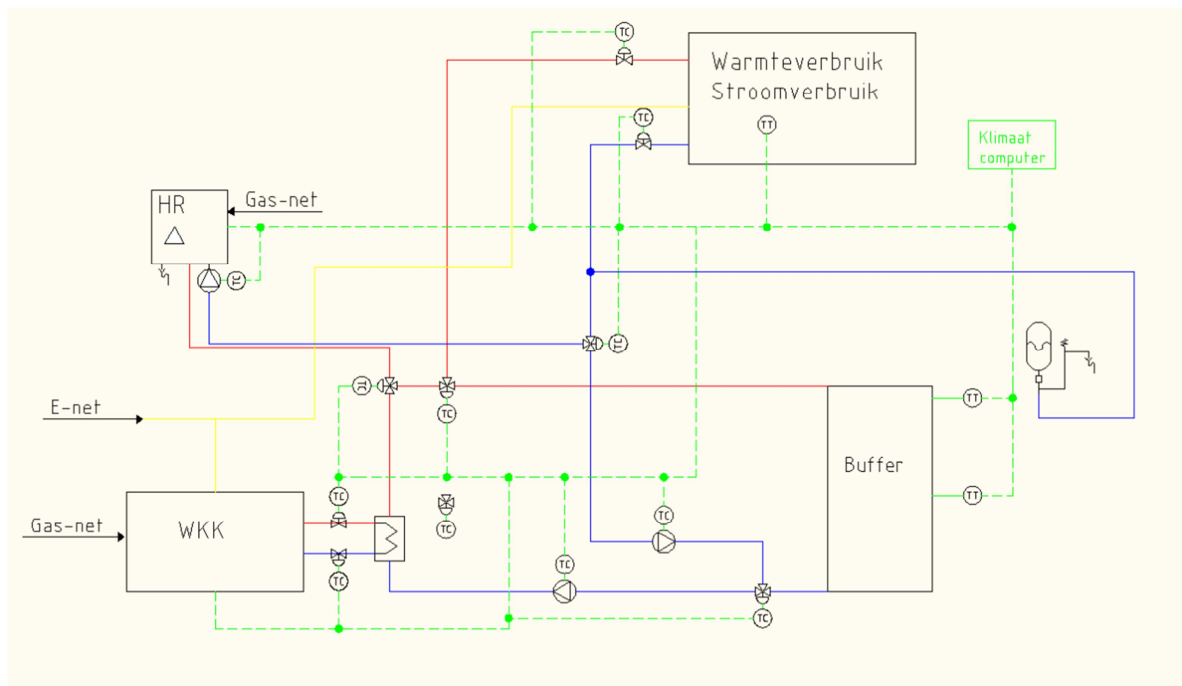 TC
Warmteverbruik
Stroomverbruik
TC
TT
Klimaat
computer
HR
Gas-net
TC
TC
TC
TC
E-net
TT
Buffer
TC
TT
Gas-net
WKK
TC
TC
TC
TC
TC